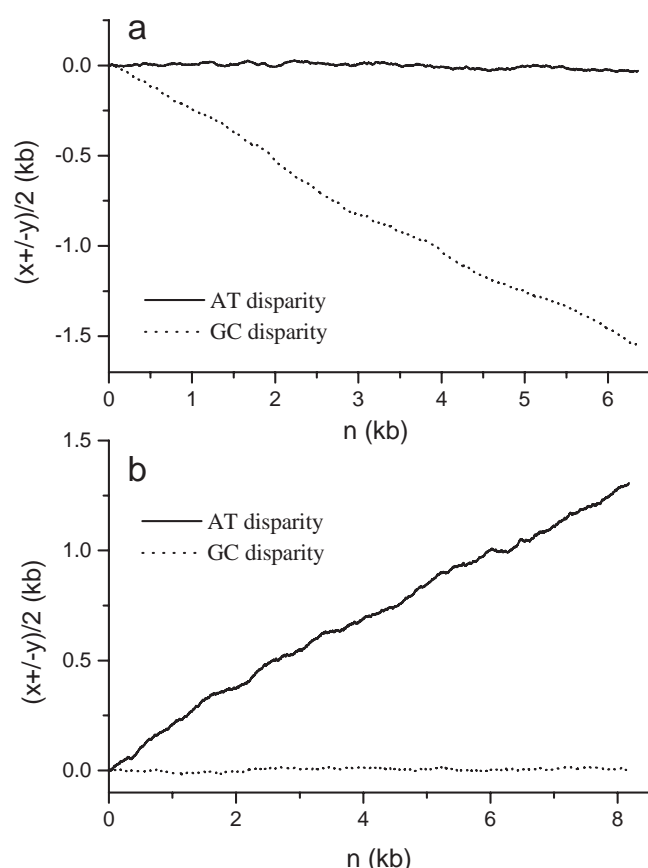 a
0.0
-0.5
-1.0
-1.5
(x+/-y)/2 (kb)
AT disparity
GC disparity
0 1 2 3 4 5 6
n (kb)
b
1.5
1.0
0.5
0.0
(x+/-y)/2 (kb)
AT disparity
GC disparity
0 2 4 6 8
n (kb)